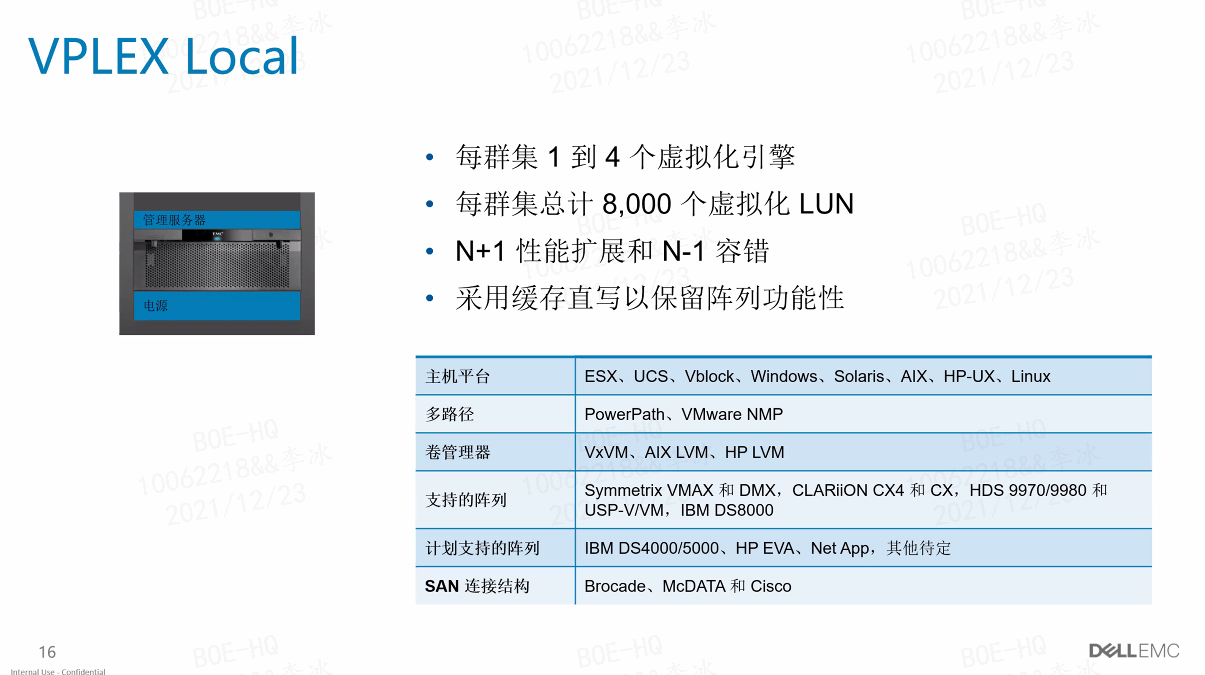 VPLEX Local
每群集 1 到 4 个虚拟化引擎
每群集总计 8,000 个虚拟化 LUN
N+1 性能扩展和 N-1 容错
采用缓存直写以保留阵列功能性
管理服务器
EMC
电源
主机平台 ESX、UCS、Vblock、Windows、Solaris、AIX、HP-UX、Linux
多路径 PowerPath、VMware NMP
卷管理器 VxVM、AIX LVM、HP LVM
支持的阵列 Symmetrix VMAX 和 DMX，CLARiiON CX4 和 CX，HDS 9970/9980 和
USP-V/VM，IBM DS8000
计划支持的阵列 IBM DS4000/5000、HP EVA、Net App，其他待定
SAN 连接结构 Brocade、McDATA 和 Cisco
16
Internal Use - Confidential
DELLEMC
BOE-HQ
10062218&&李冰
2021/12/23